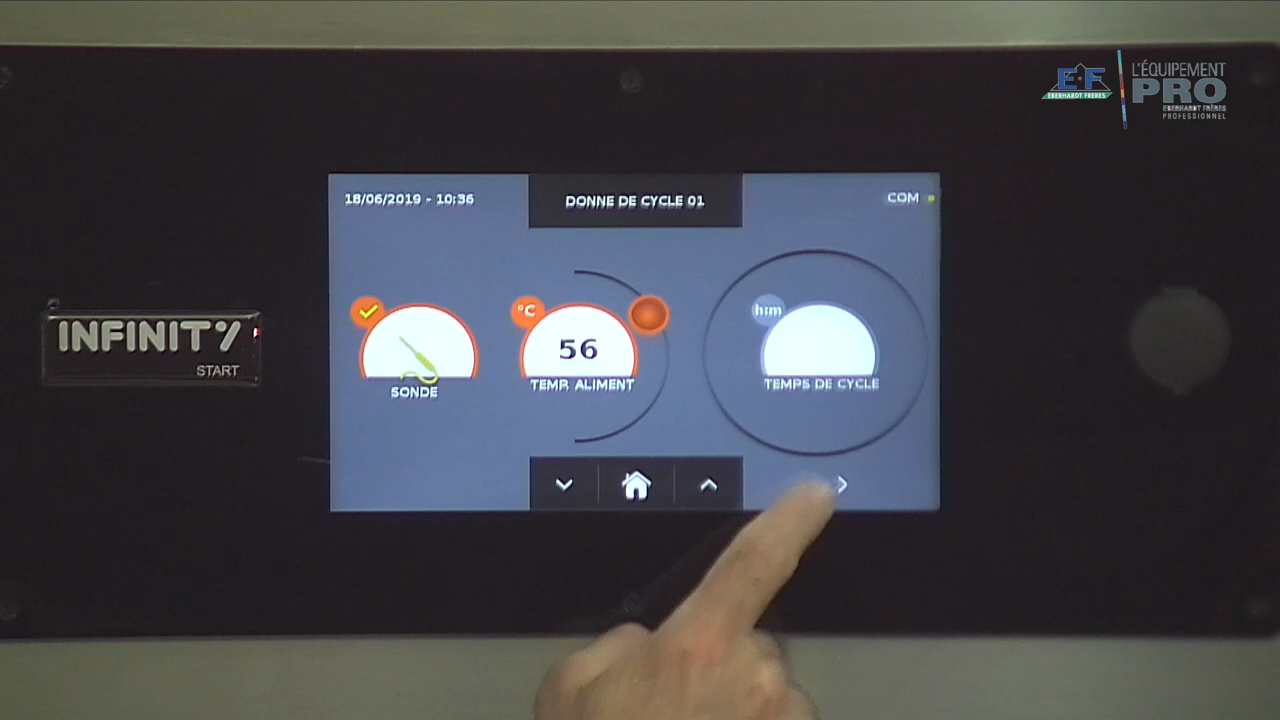 E·F
EBERHARDT FRÈRES
L'ÉQUIPEMENT
PRO
EBERHARDT FRÈRES
PROFESSIONNEL
18/06/2019 - 10:36
DONNE DE CYCLE 01
COM
INFINITY
START
°C
h:m
56
SONDE
TEMP. ALIMENT
TEMPS DE CYCLE